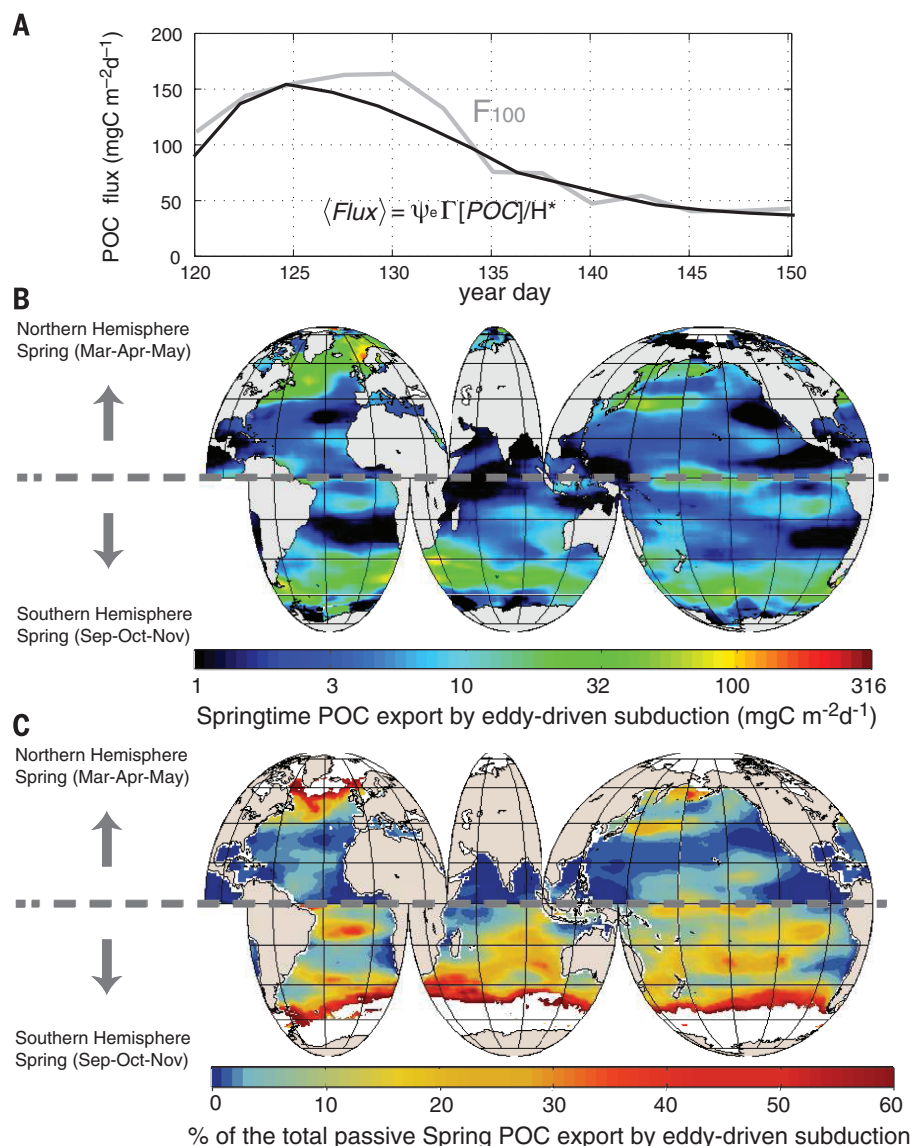 A
200
150
100
50
0
POC flux (mgC m⁻²d⁻¹)
F₁₀₀
⟨Flux⟩ = ψₑ Γ[POC]/H*
120 125 130 135 140 145 150
year day
B
Northern Hemisphere
Spring (Mar-Apr-May)
Southern Hemisphere
Spring (Sep-Oct-Nov)
1 3 10 32 100 316
Springtime POC export by eddy-driven subduction (mgC m⁻²d⁻¹)
C
Northern Hemisphere
Spring (Mar-Apr-May)
Southern Hemisphere
Spring (Sep-Oct-Nov)
0 10 20 30 40 50 60
% of the total passive Spring POC export by eddy-driven subduction